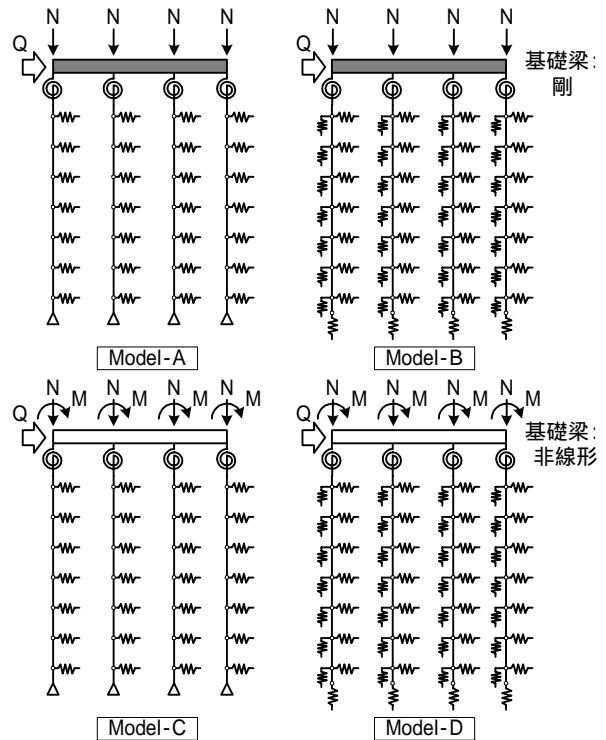 N N N N
Q
N N N N
Q
基礎梁:
剛
Model-A
Model-B
N M N M N M N M
Q
N M N M N M N M
Q
基礎梁:
非線形
Model-C
Model-D